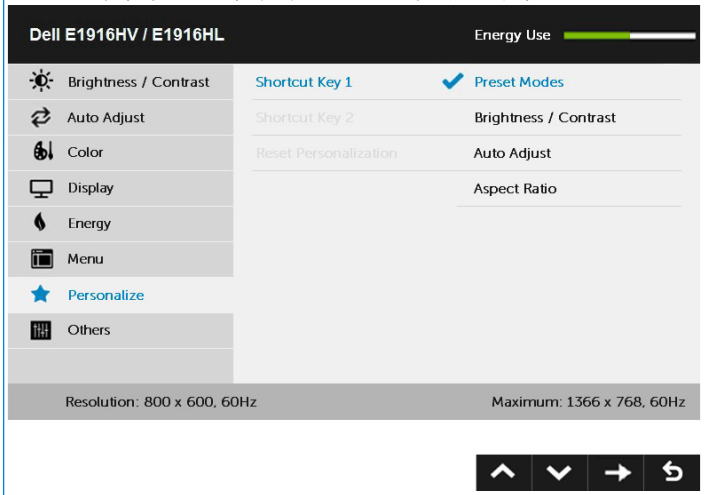 Dell E1916HV / E1916HL Energy Use
Brightness / Contrast Shortcut Key 1 Preset Modes
Auto Adjust Shortcut Key 2 Brightness / Contrast
Color Reset Personalization Auto Adjust
Display Aspect Ratio
Energy
Menu
Personalize
Others
Resolution: 800 x 600, 60Hz Maximum: 1366 x 768, 60Hz